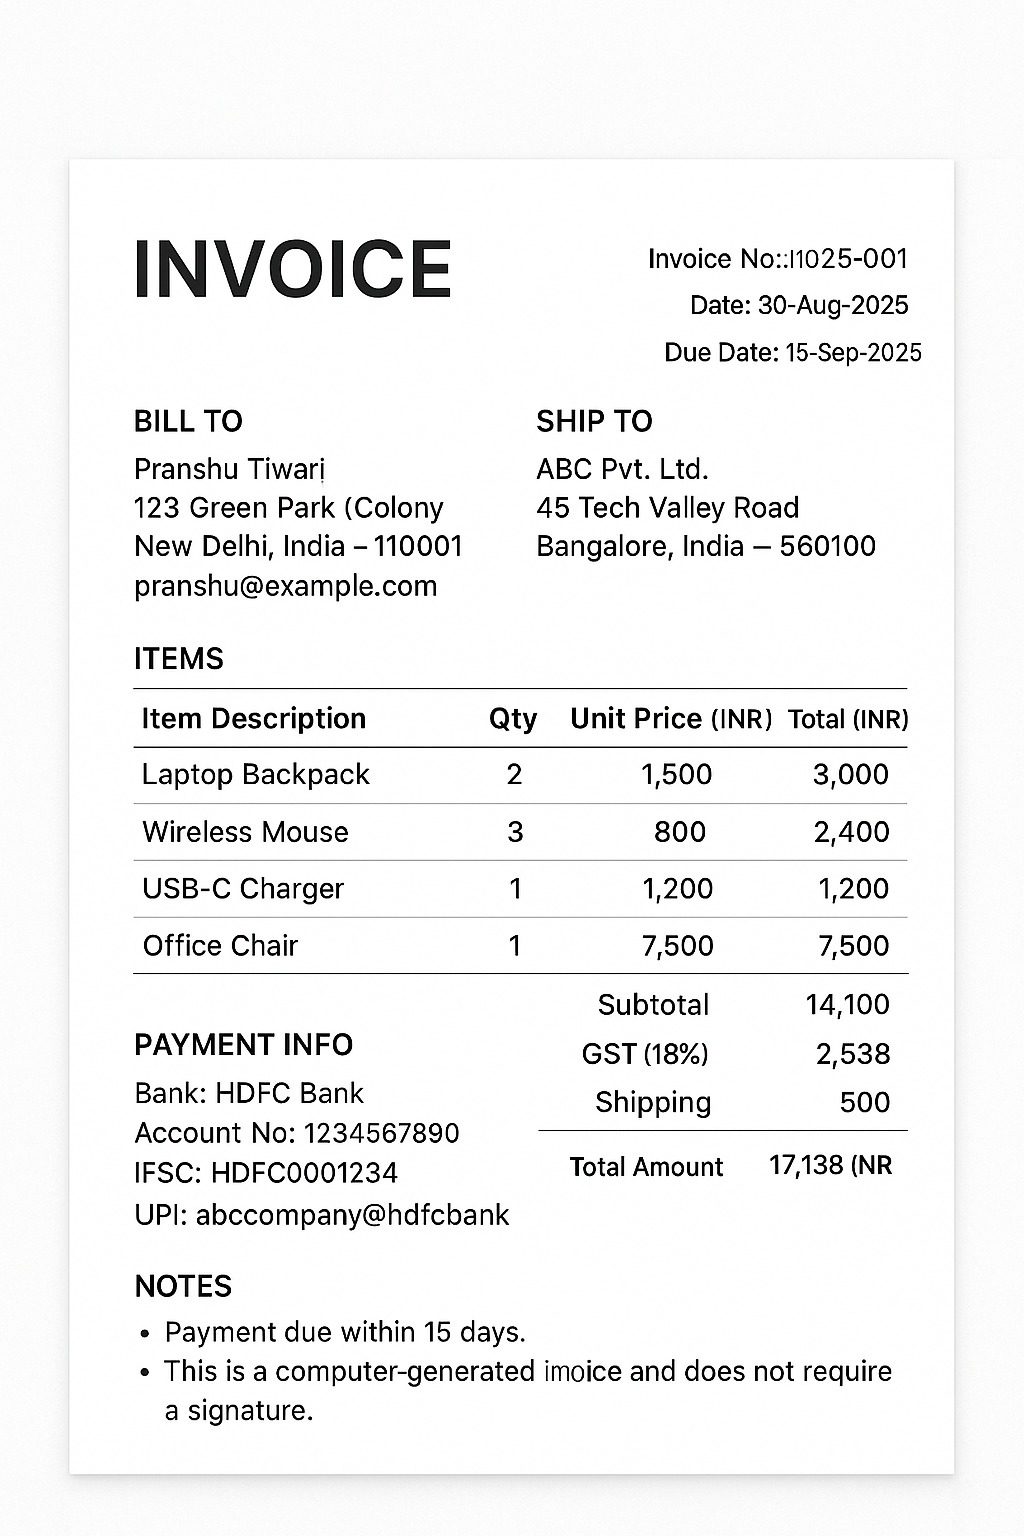 INVOICE
Invoice No::I1025-001
Date: 30-Aug-2025
Due Date: 15-Sep-2025
BILL TO
Pranshu Tiwari
123 Green Park (Colony
New Delhi, India – 110001
pranshu@example.com
SHIP TO
ABC Pvt. Ltd.
45 Tech Valley Road
Bangalore, India – 560100
ITEMS
Item Description Qty Unit Price (INR) Total (INR)
Laptop Backpack 2 1,500 3,000
Wireless Mouse 3 800 2,400
USB-C Charger 1 1,200 1,200
Office Chair 1 7,500 7,500
Subtotal 14,100
GST (18%) 2,538
Shipping 500
Total Amount 17,138 (NR
PAYMENT INFO
Bank: HDFC Bank
Account No: 1234567890
IFSC: HDFC0001234
UPI: abccompany@hdfcbank
NOTES
• Payment due within 15 days.
• This is a computer-generated imoice and does not require
a signature.